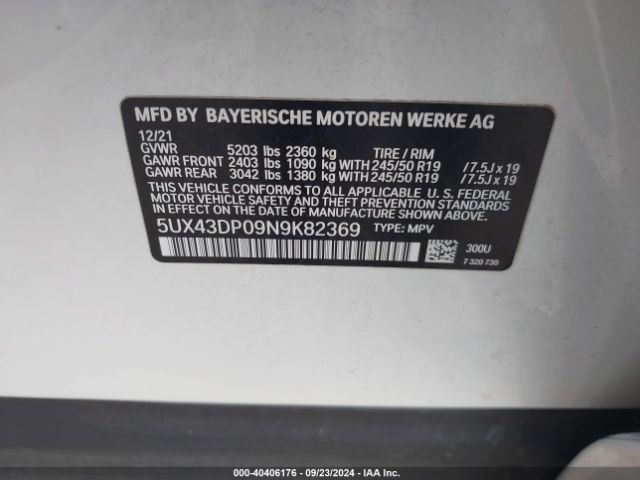 MFD BY BAYERISCHE MOTOREN WERKE AG
12/21
GVWR 5203 lbs 2360 kg TIRE / RIM
GAWR FRONT 2403 lbs 1090 kg WITH 245/50 R19 /7.5J x 19
GAWR REAR 3042 lbs 1380 kg WITH 245/50 R19 /7.5J x 19
THIS VEHICLE CONFORMS TO ALL APPLICABLE U. S. FEDERAL
MOTOR VEHICLE SAFETY, BUMPER, AND THEFT PREVENTION
STANDARDS IN EFFECT ON THE DATE OF MANUFACTURE SHOWN ABOVE.
5UX43DP09N9K82369 TYPE: MPV
300U
7 320 730
000-40406176 - 09/23/2024 - IAA Inc.